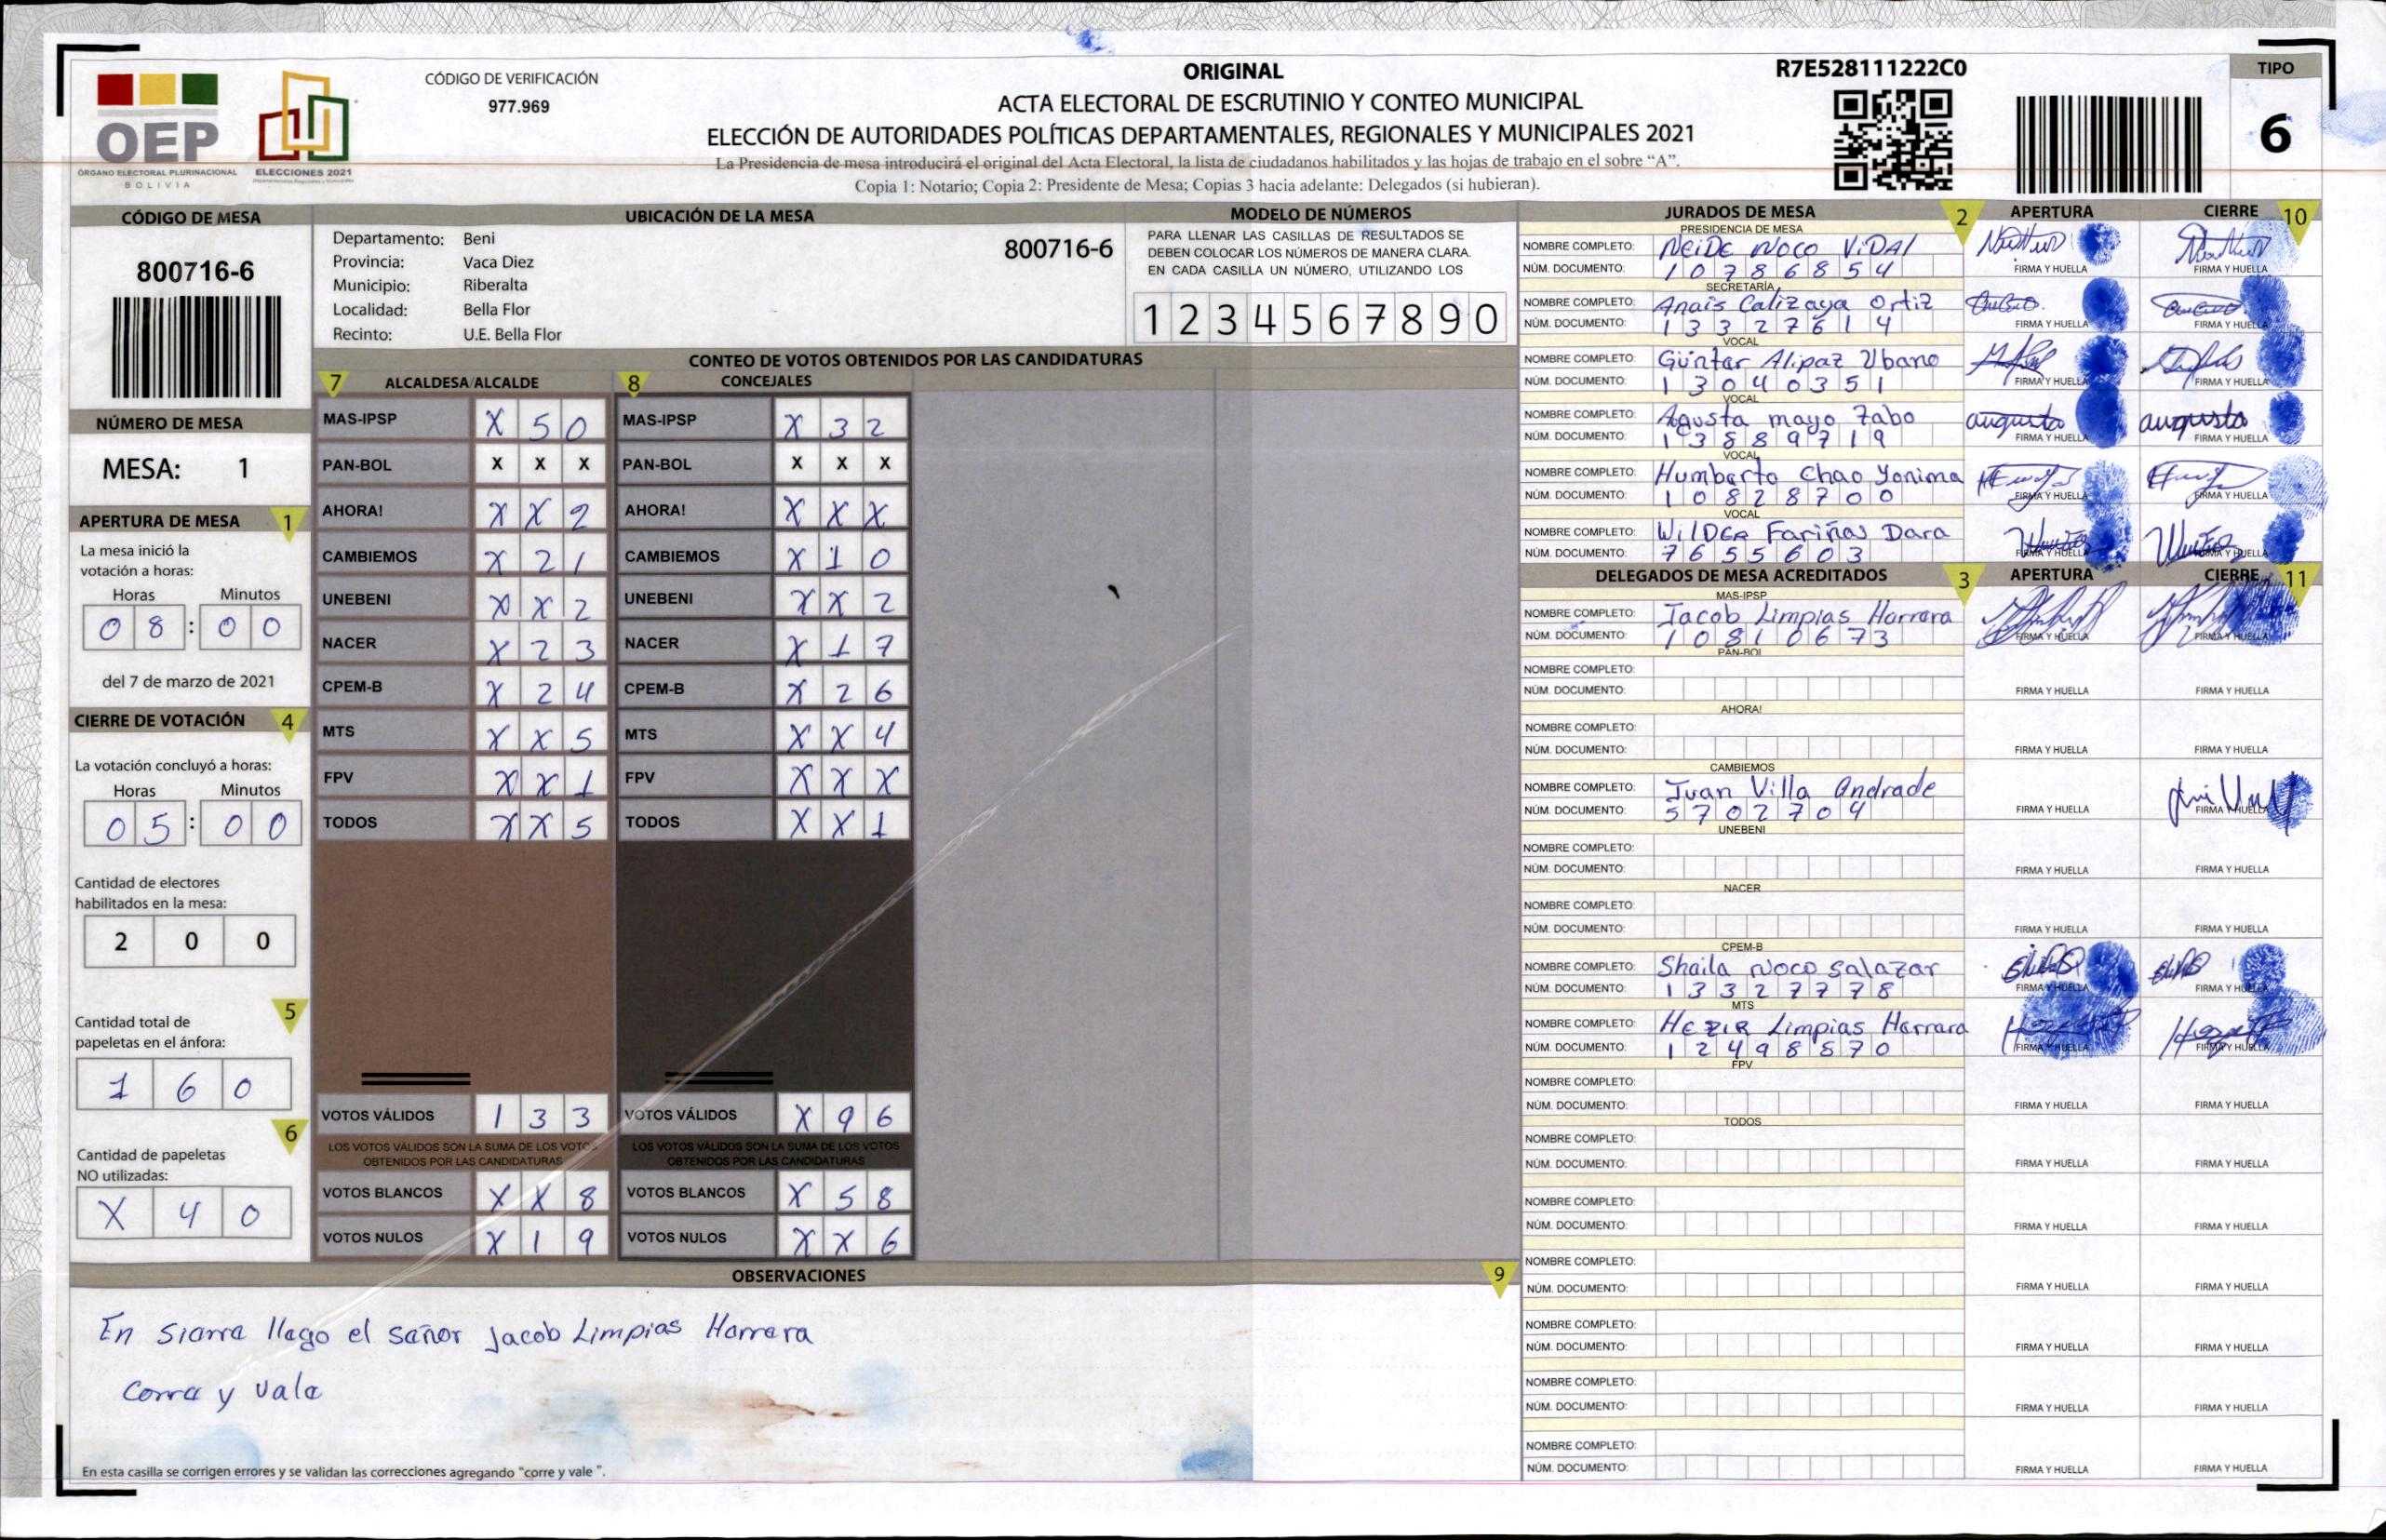 OEP
ÓRGANO ELECTORAL PLURINACIONAL
BOLIVIA
ELECCIONES 2021
CÓDIGO DE VERIFICACIÓN
977.969
ORIGINAL
ACTA ELECTORAL DE ESCRUTINIO Y CONTEO MUNICIPAL
ELECCIÓN DE AUTORIDADES POLÍTICAS DEPARTAMENTALES, REGIONALES Y MUNICIPALES 2021
La Presidencia de mesa introducirá el original del Acta Electoral, la lista de ciudadanos habilitados y las hojas de trabajo en el sobre “A”.
Copia 1: Notario; Copia 2: Presidente de Mesa; Copias 3 hacia adelante: Delegados (si hubieran).
R7E528111222C0
TIPO
6
CÓDIGO DE MESA
800716-6
NÚMERO DE MESA
MESA: 1
APERTURA DE MESA 1
La mesa inició la
votación a horas:
Horas Minutos
0 8 : 0 0
del 7 de marzo de 2021
CIERRE DE VOTACIÓN 4
La votación concluyó a horas:
Horas Minutos
0 5 : 0 0
Cantidad de electores
habilitados en la mesa:
2 0 0
5
Cantidad total de
papeletas en el ánfora:
1 6 0
6
Cantidad de papeletas
NO utilizadas:
X 4 0
UBICACIÓN DE LA MESA
Departamento: Beni
800716-6
Provincia: Vaca Diez
Municipio: Riberalta
Localidad: Bella Flor
Recinto: U.E. Bella Flor
MODELO DE NÚMEROS
PARA LLENAR LAS CASILLAS DE RESULTADOS SE
DEBEN COLOCAR LOS NÚMEROS DE MANERA CLARA.
EN CADA CASILLA UN NÚMERO, UTILIZANDO LOS
1 2 3 4 5 6 7 8 9 0
CONTEO DE VOTOS OBTENIDOS POR LAS CANDIDATURAS
7 ALCALDESA/ALCALDE 8 CONCEJALES
MAS-IPSP X 5 0 MAS-IPSP X 3 2
PAN-BOL X X X PAN-BOL X X X
AHORA! X X 2 AHORA! X X X
CAMBIEMOS X 2 1 CAMBIEMOS X 1 0
UNEBENI X X 2 UNEBENI X X 2
NACER X 2 3 NACER X 1 7
CPEM-B X 2 4 CPEM-B X 2 6
MTS X X 5 MTS X X 4
FPV X X 1 FPV X X X
TODOS X X 5 TODOS X X 1
VOTOS VÁLIDOS 1 3 3 VOTOS VÁLIDOS X 9 6
LOS VOTOS VÁLIDOS SON LA SUMA DE LOS VOTOS LOS VOTOS VÁLIDOS SON LA SUMA DE LOS VOTOS
OBTENIDOS POR LAS CANDIDATURAS OBTENIDOS POR LAS CANDIDATURAS
VOTOS BLANCOS X X 8 VOTOS BLANCOS X 5 8
VOTOS NULOS X 1 9 VOTOS NULOS X X 6
OBSERVACIONES 9
En Siarra llago el sañor Jacob Limpias Harrara
Corra y Vala
En esta casilla se corrigen errores y se validan las correcciones agregando "corre y vale ".
JURADOS DE MESA 2 APERTURA CIERRE 10
PRESIDENCIA DE MESA
NOMBRE COMPLETO: NEIDE NOCO VIDAL
NÚM. DOCUMENTO: 10786854 FIRMA Y HUELLA FIRMA Y HUELLA
SECRETARÍA
NOMBRE COMPLETO: Anais Calizaya Ortiz
NÚM. DOCUMENTO: 13327614 FIRMA Y HUELLA FIRMA Y HUELLA
VOCAL
NOMBRE COMPLETO: Güntar Alipaz Ubano
NÚM. DOCUMENTO: 13040351 FIRMA Y HUELLA FIRMA Y HUELLA
VOCAL
NOMBRE COMPLETO: Agusta mayo Zabo augusto augusto
NÚM. DOCUMENTO: 13889719 FIRMA Y HUELLA FIRMA Y HUELLA
VOCAL
NOMBRE COMPLETO: Humbarto Chao Yonima
NÚM. DOCUMENTO: 10828700 FIRMA Y HUELLA FIRMA Y HUELLA
VOCAL
NOMBRE COMPLETO: WILDER Fariñas Dara
NÚM. DOCUMENTO: 7655603 FIRMA Y HUELLA FIRMA Y HUELLA
DELEGADOS DE MESA ACREDITADOS 3 APERTURA CIERRE 11
MAS-IPSP
NOMBRE COMPLETO: Jacob Limpias Harrara
NÚM. DOCUMENTO: 10810673 FIRMA Y HUELLA FIRMA Y HUELLA
PAN-BOL
NOMBRE COMPLETO:
NÚM. DOCUMENTO: FIRMA Y HUELLA FIRMA Y HUELLA
AHORA!
NOMBRE COMPLETO:
NÚM. DOCUMENTO: FIRMA Y HUELLA FIRMA Y HUELLA
CAMBIEMOS
NOMBRE COMPLETO: Juan Villa Andrade
NÚM. DOCUMENTO: 5702704 FIRMA Y HUELLA FIRMA Y HUELLA
UNEBENI
NOMBRE COMPLETO:
NÚM. DOCUMENTO: FIRMA Y HUELLA FIRMA Y HUELLA
NACER
NOMBRE COMPLETO:
NÚM. DOCUMENTO: FIRMA Y HUELLA FIRMA Y HUELLA
CPEM-B
NOMBRE COMPLETO: Shaila Noco Salazar
NÚM. DOCUMENTO: 13327778 FIRMA Y HUELLA FIRMA Y HUELLA
MTS
NOMBRE COMPLETO: HEZIR Limpias Harrara
NÚM. DOCUMENTO: 12498570 FIRMA Y HUELLA FIRMA Y HUELLA
FPV
NOMBRE COMPLETO:
NÚM. DOCUMENTO: FIRMA Y HUELLA FIRMA Y HUELLA
TODOS
NOMBRE COMPLETO:
NÚM. DOCUMENTO: FIRMA Y HUELLA FIRMA Y HUELLA
NOMBRE COMPLETO:
NÚM. DOCUMENTO: FIRMA Y HUELLA FIRMA Y HUELLA
NOMBRE COMPLETO:
NÚM. DOCUMENTO: FIRMA Y HUELLA FIRMA Y HUELLA
NOMBRE COMPLETO:
NÚM. DOCUMENTO: FIRMA Y HUELLA FIRMA Y HUELLA
NOMBRE COMPLETO:
NÚM. DOCUMENTO: FIRMA Y HUELLA FIRMA Y HUELLA
NOMBRE COMPLETO:
NÚM. DOCUMENTO: FIRMA Y HUELLA FIRMA Y HUELLA